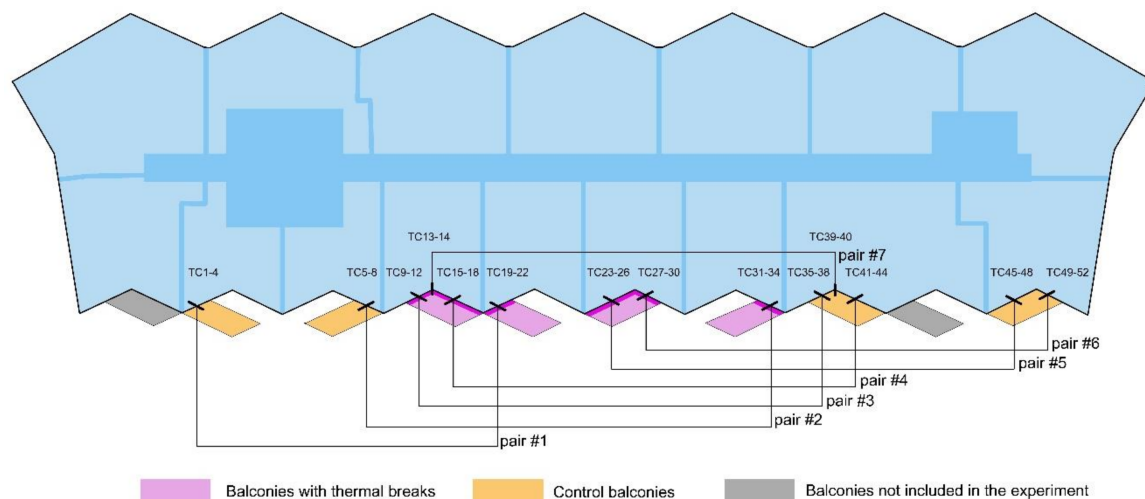 TC13-14
TC39-40
pair #7
TC1-4
TC5-8
TC9-12
TC15-18
TC19-22
TC23-26
TC27-30
TC31-34
TC35-38
TC41-44
TC45-48
TC49-52
pair #6
pair #5
pair #4
pair #3
pair #2
pair #1
Balconies with thermal breaks
Control balconies
Balconies not included in the experiment